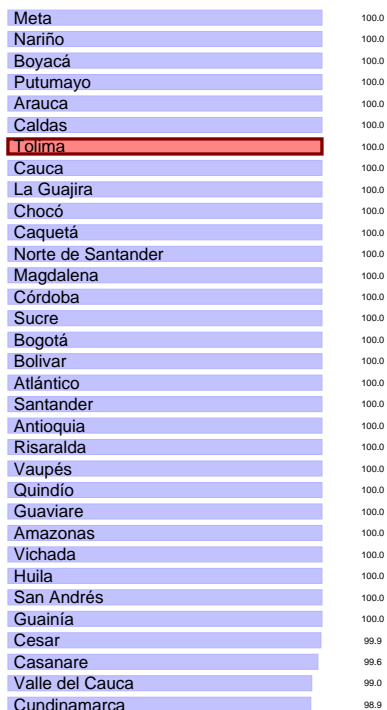 Meta 100.0
Nariño 100.0
Boyacá 100.0
Putumayo 100.0
Arauca 100.0
Caldas 100.0
Tolima 100.0
Cauca 100.0
La Guajira 100.0
Chocó 100.0
Caquetá 100.0
Norte de Santander 100.0
Magdalena 100.0
Córdoba 100.0
Sucre 100.0
Bogotá 100.0
Bolivar 100.0
Atlántico 100.0
Santander 100.0
Antioquia 100.0
Risaralda 100.0
Vaupés 100.0
Quindío 100.0
Guaviare 100.0
Amazonas 100.0
Vichada 100.0
Huila 100.0
San Andrés 100.0
Guainía 100.0
Cesar 99.9
Casanare 99.6
Valle del Cauca 99.0
Cundinamarca 98.9